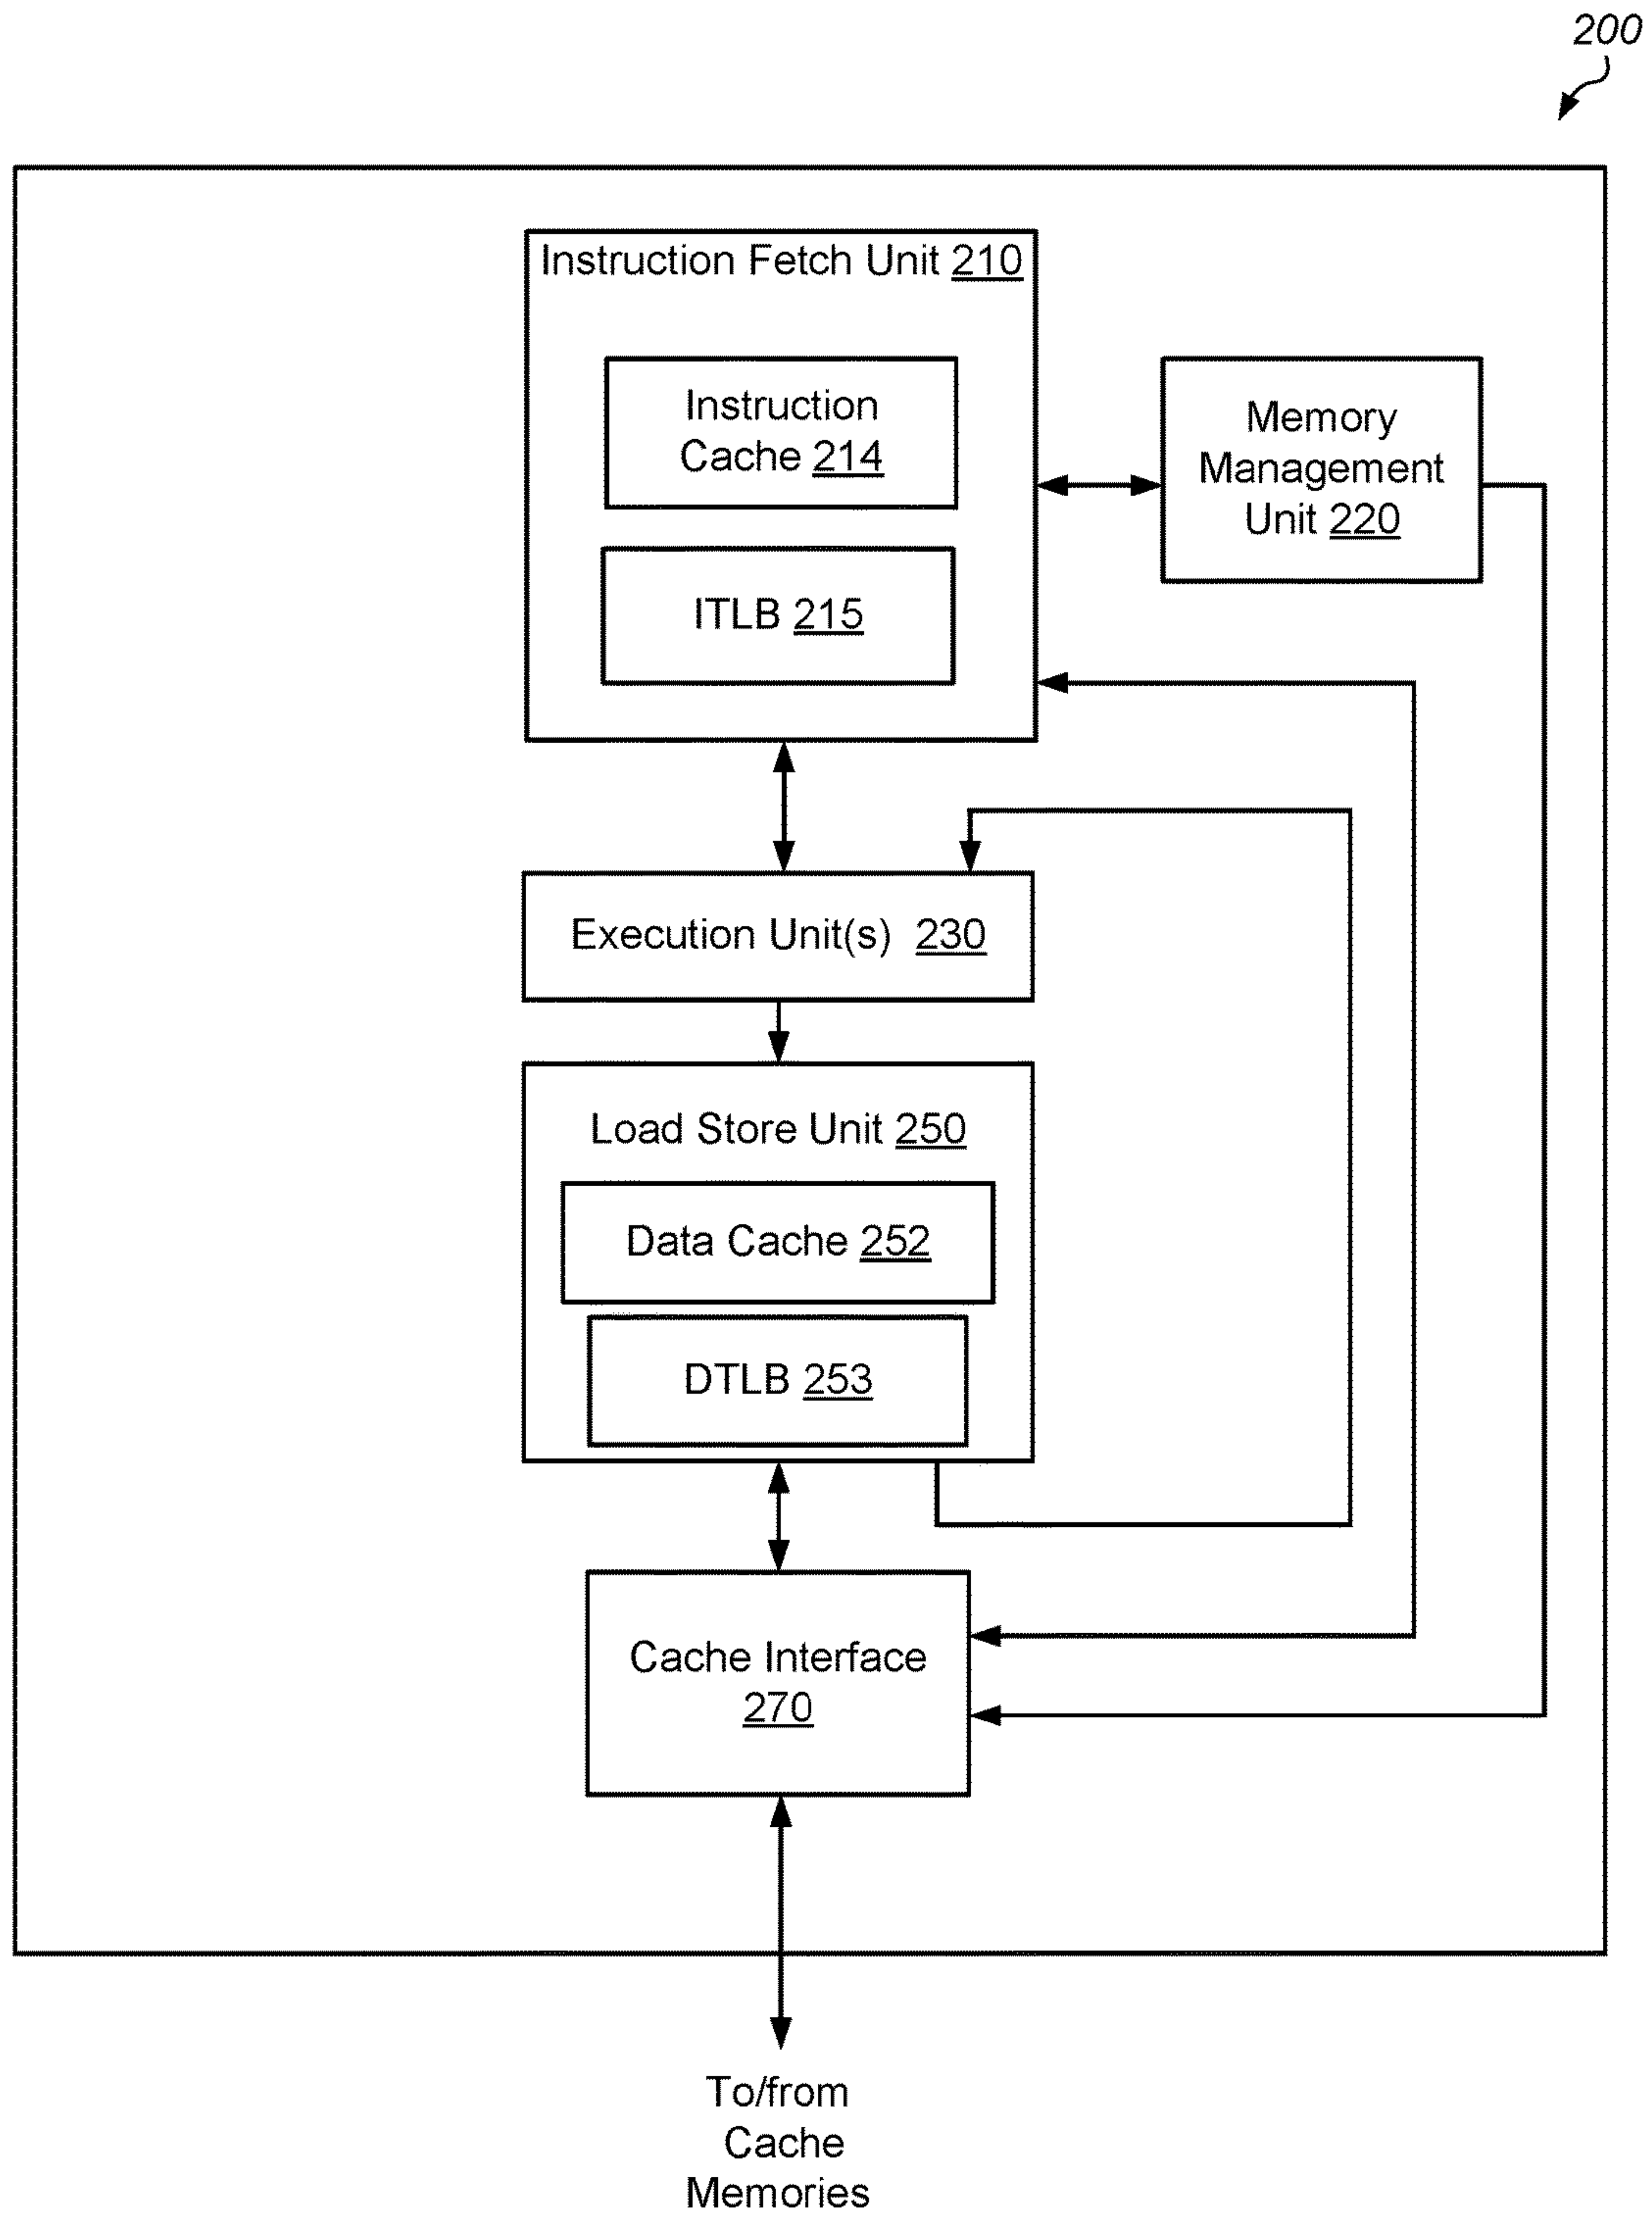 200
Instruction Fetch Unit 210
Instruction
Cache 214
Memory
Management
Unit 220
ITLB 215
Execution Unit(s) 230
Load Store Unit 250
Data Cache 252
DTLB 253
Cache Interface
270
To/from
Cache
Memories